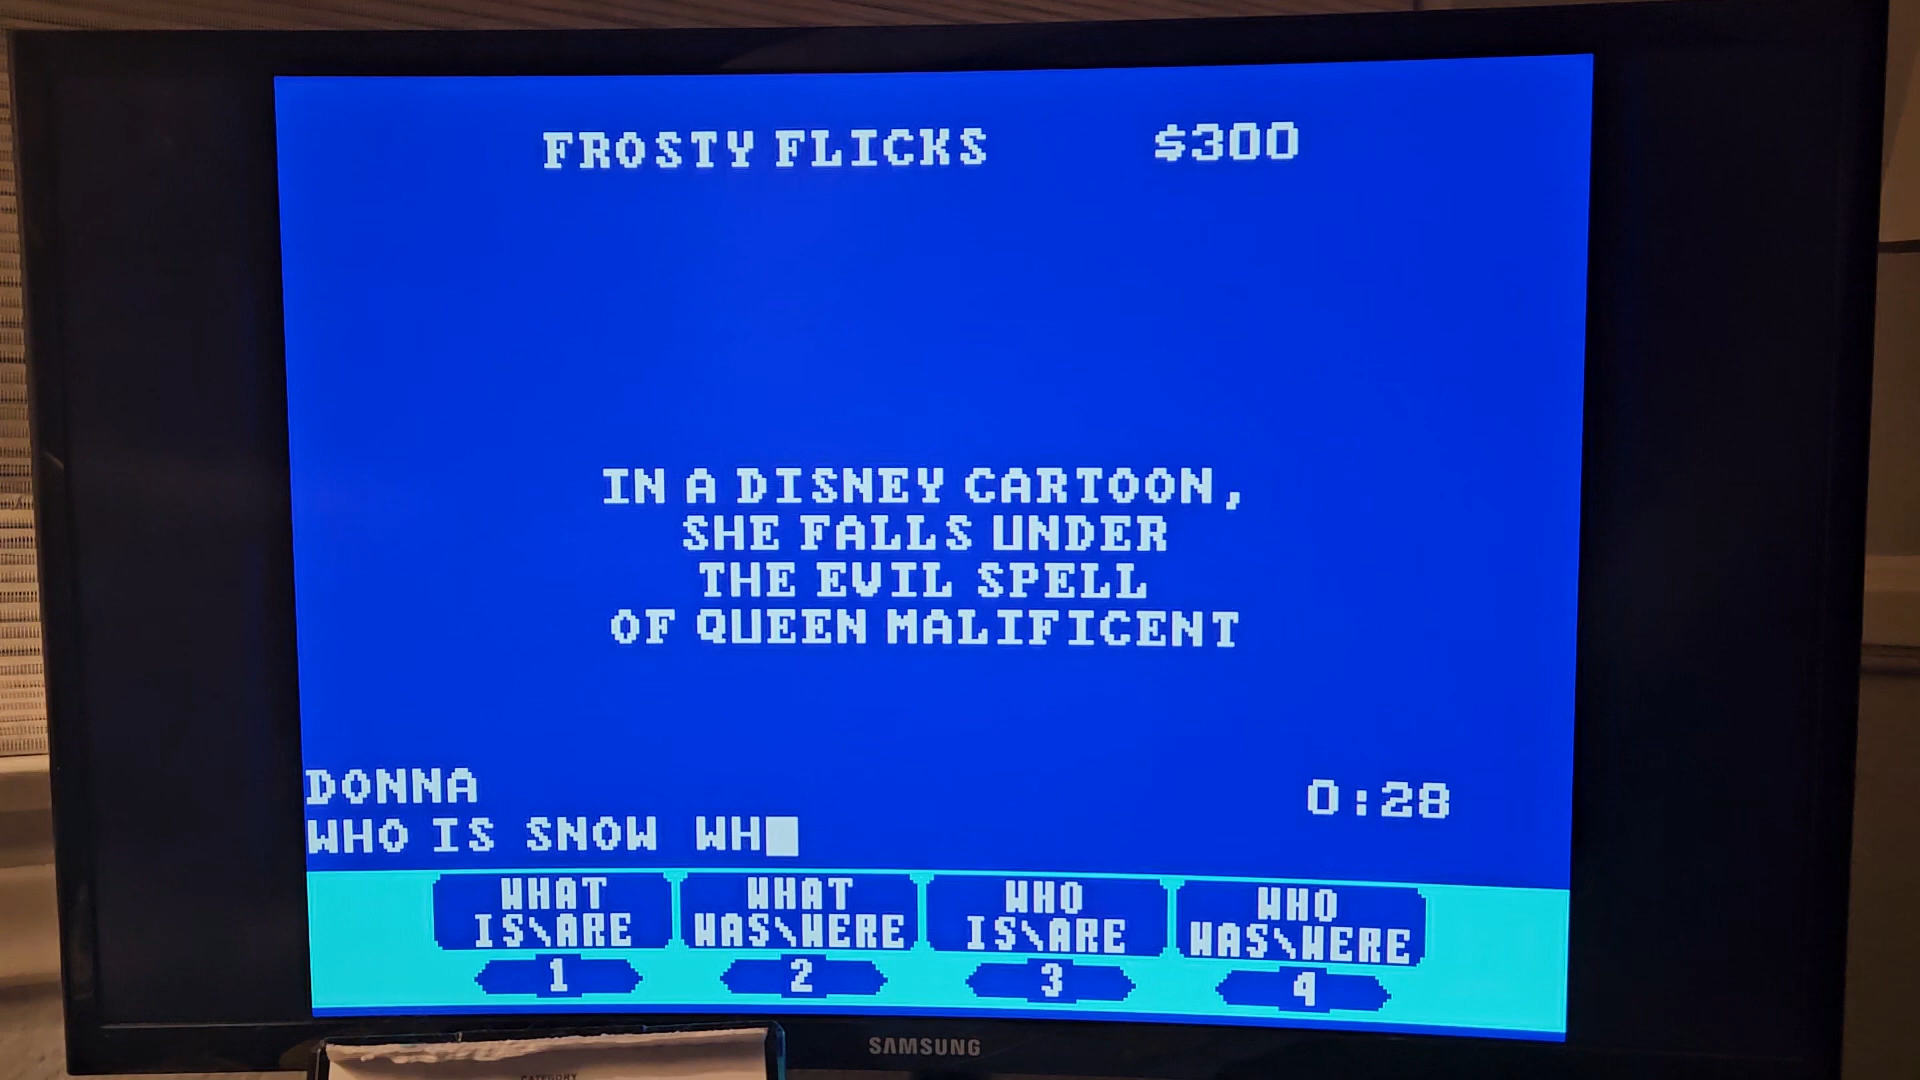 FROSTY FLICKS $300
IN A DISNEY CARTOON,
SHE FALLS UNDER
THE EVIL SPELL
OF QUEEN MALIFICENT
DONNA 0:28
WHO IS SNOW WH
WHAT IS\ARE
WHAT WAS\WERE
WHO IS\ARE
WHO WAS\WERE
1 2 3 4
SAMSUNG
CATEGORY